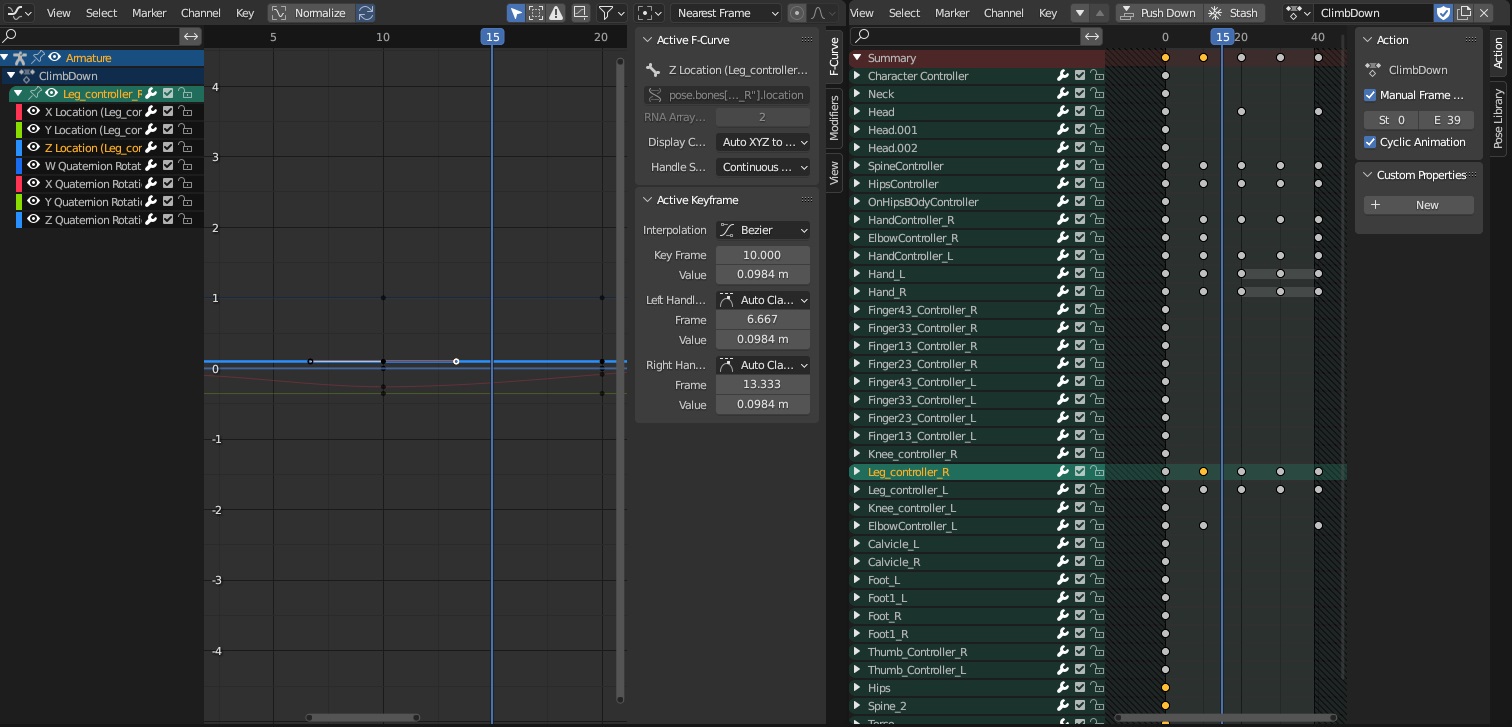 View Select Marker Channel Key Normalize Nearest Frame
5 10 15 20
Armature
ClimbDown
Leg_controller_R
X Location (Leg_cor
Y Location (Leg_cor
Z Location (Leg_cor
W Quaternion Rotat
X Quaternion Rotati
Y Quaternion Rotati
Z Quaternion Rotati
4
3
2
1
0
-1
-2
-3
-4
Active F-Curve
Z Location (Leg_controller...
pose.bones[..._R"].location
RNA Array... 2
Display C... Auto XYZ to ...
Handle S... Continuous ...
Active Keyframe
Interpolation Bezier
Key Frame 10.000
Value 0.0984 m
Left Handl... Auto Cla...
Frame 6.667
Value 0.0984 m
Right Han... Auto Cla...
Frame 13.333
Value 0.0984 m
F-Curve
Modifiers
View
View Select Marker Channel Key Push Down Stash ClimbDown
0 15 20 40
Summary
Character Controller
Neck
Head
Head.001
Head.002
SpineController
HipsController
OnHipsBOdyController
HandController_R
ElbowController_R
HandController_L
Hand_L
Hand_R
Finger43_Controller_R
Finger33_Controller_R
Finger13_Controller_R
Finger23_Controller_R
Finger43_Controller_L
Finger33_Controller_L
Finger23_Controller_L
Finger13_Controller_L
Knee_controller_R
Leg_controller_R
Leg_controller_L
Knee_controller_L
ElbowController_L
Calvicle_L
Calvicle_R
Foot_L
Foot1_L
Foot_R
Foot1_R
Thumb_Controller_R
Thumb_Controller_L
Hips
Spine_2
Torso
Action
ClimbDown
Manual Frame ...
St 0 E 39
Cyclic Animation
Custom Properties
New
Action
Pose Library